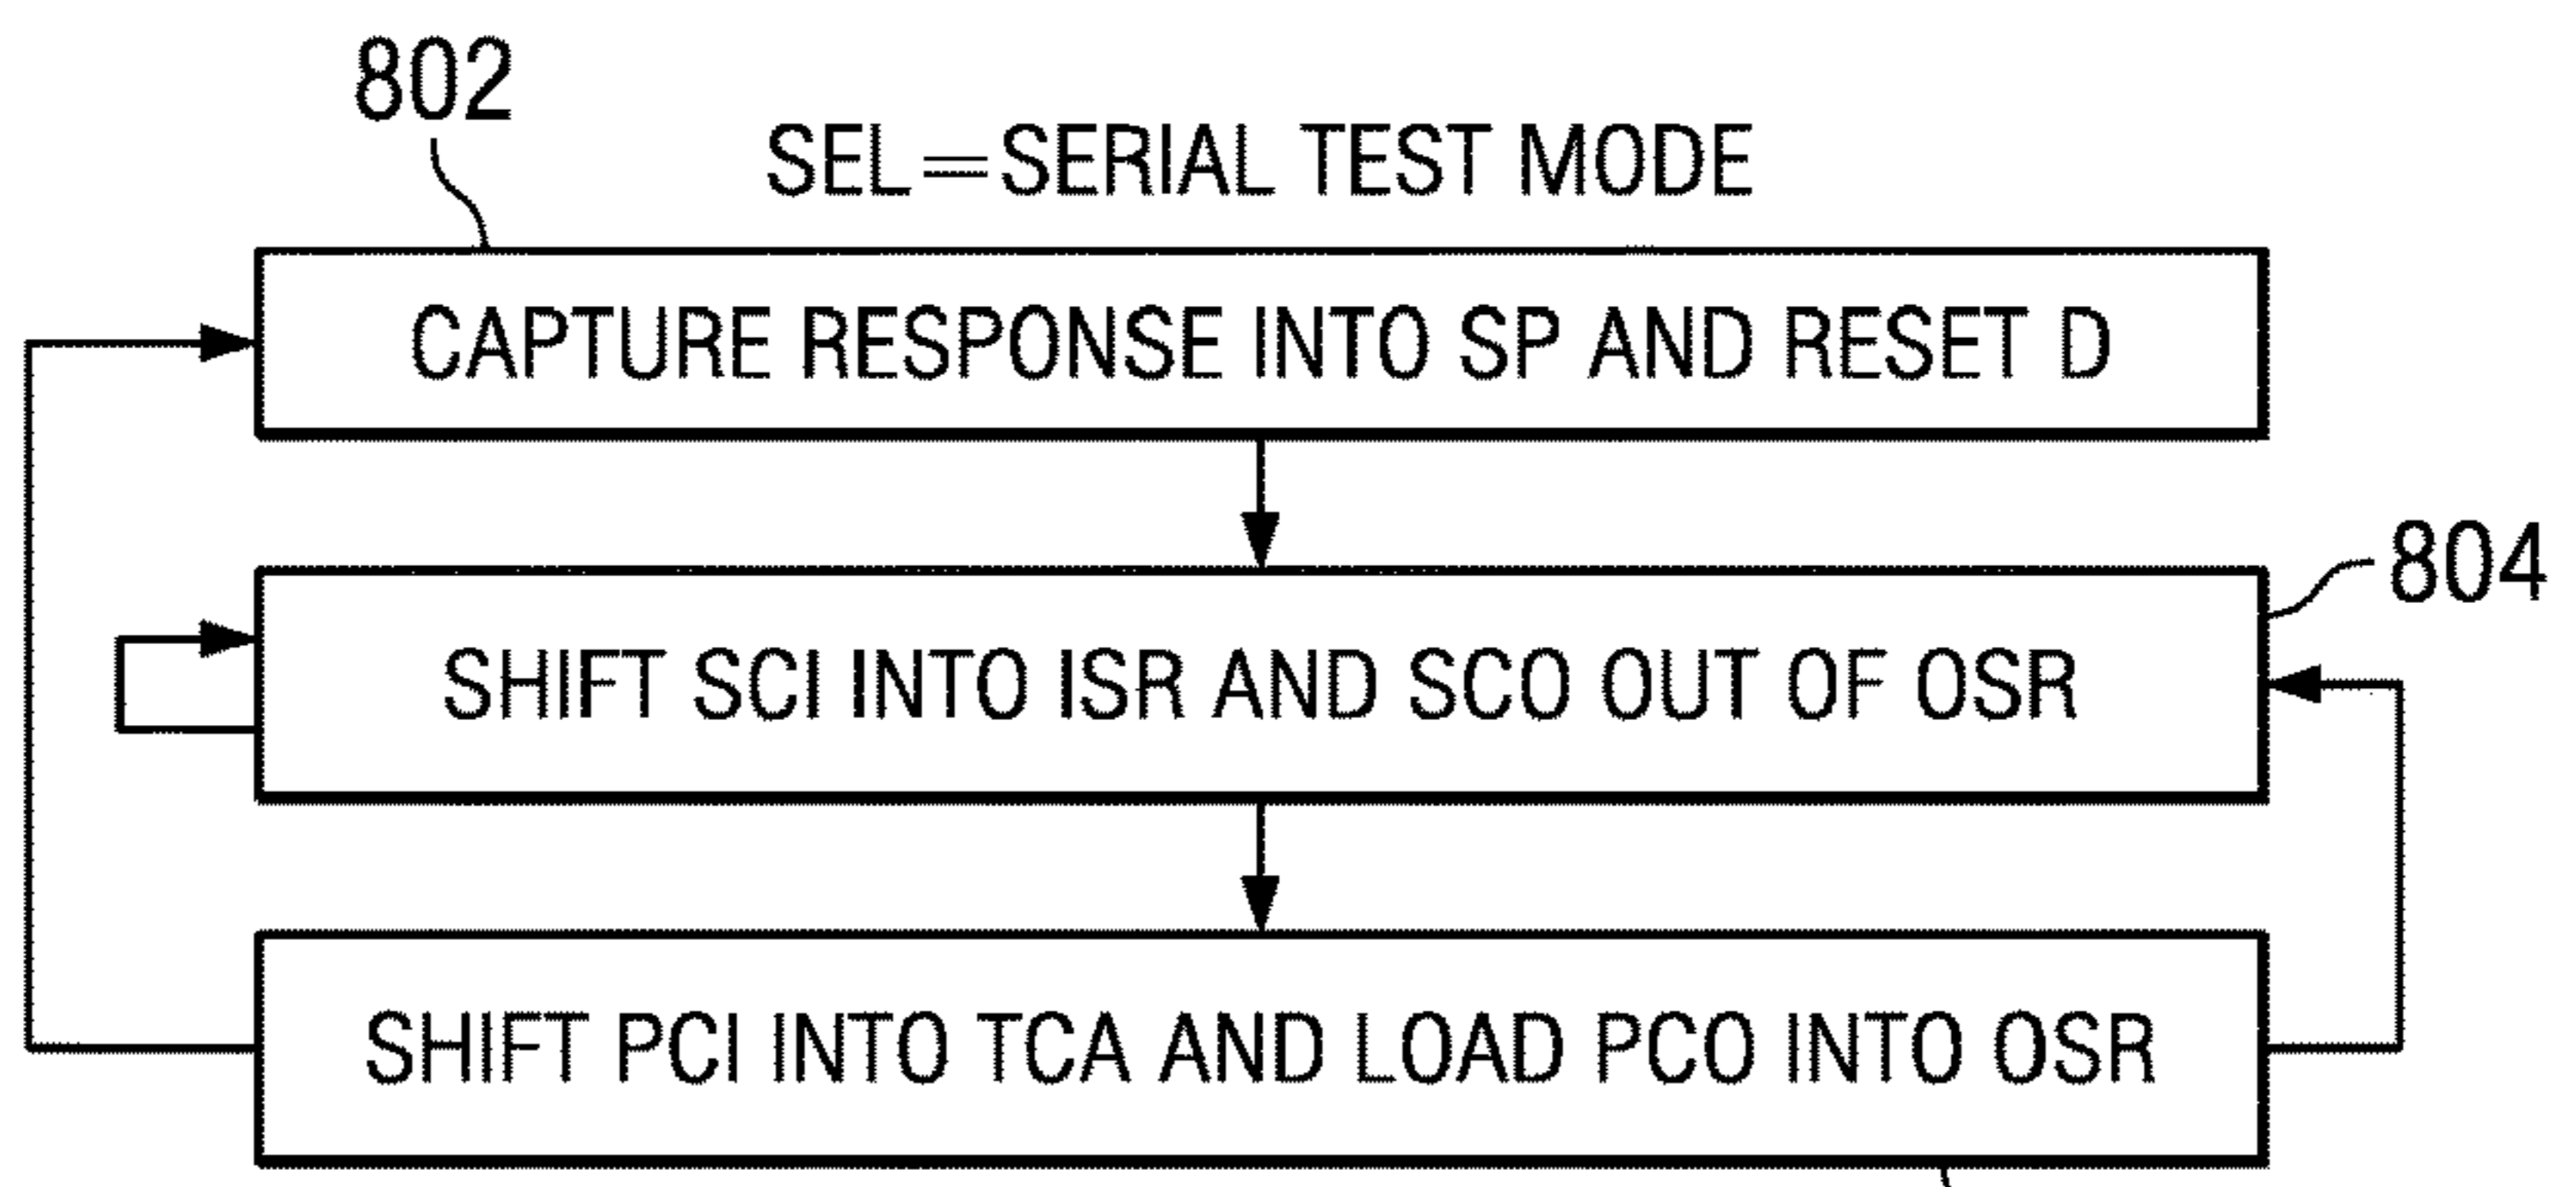 802
SEL=SERIAL TEST MODE
CAPTURE RESPONSE INTO SP AND RESET D
804
SHIFT SCI INTO ISR AND SCO OUT OF OSR
SHIFT PCI INTO TCA AND LOAD PCO INTO OSR